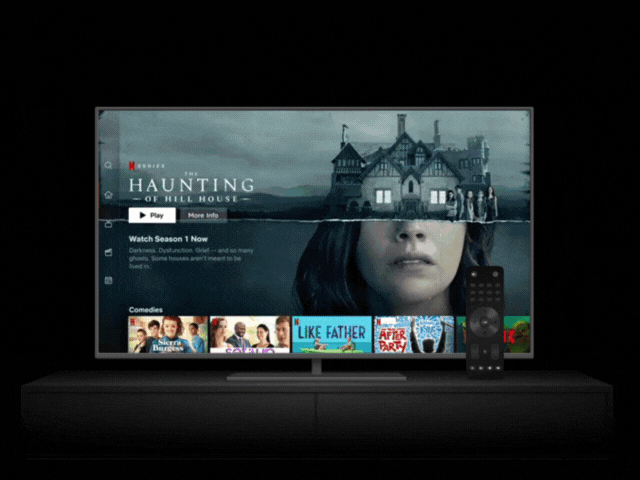 N SERIES
THE
HAUNTING
OF HILL HOUSE
Play
More Info
Watch Season 1 Now
Darkness. Dysfunction. Grief — and so many
ghosts. Some houses aren't meant to be
lived in.
Comedies
Sierra
Burgess
LIKE FATHER
AFTER
PARTY